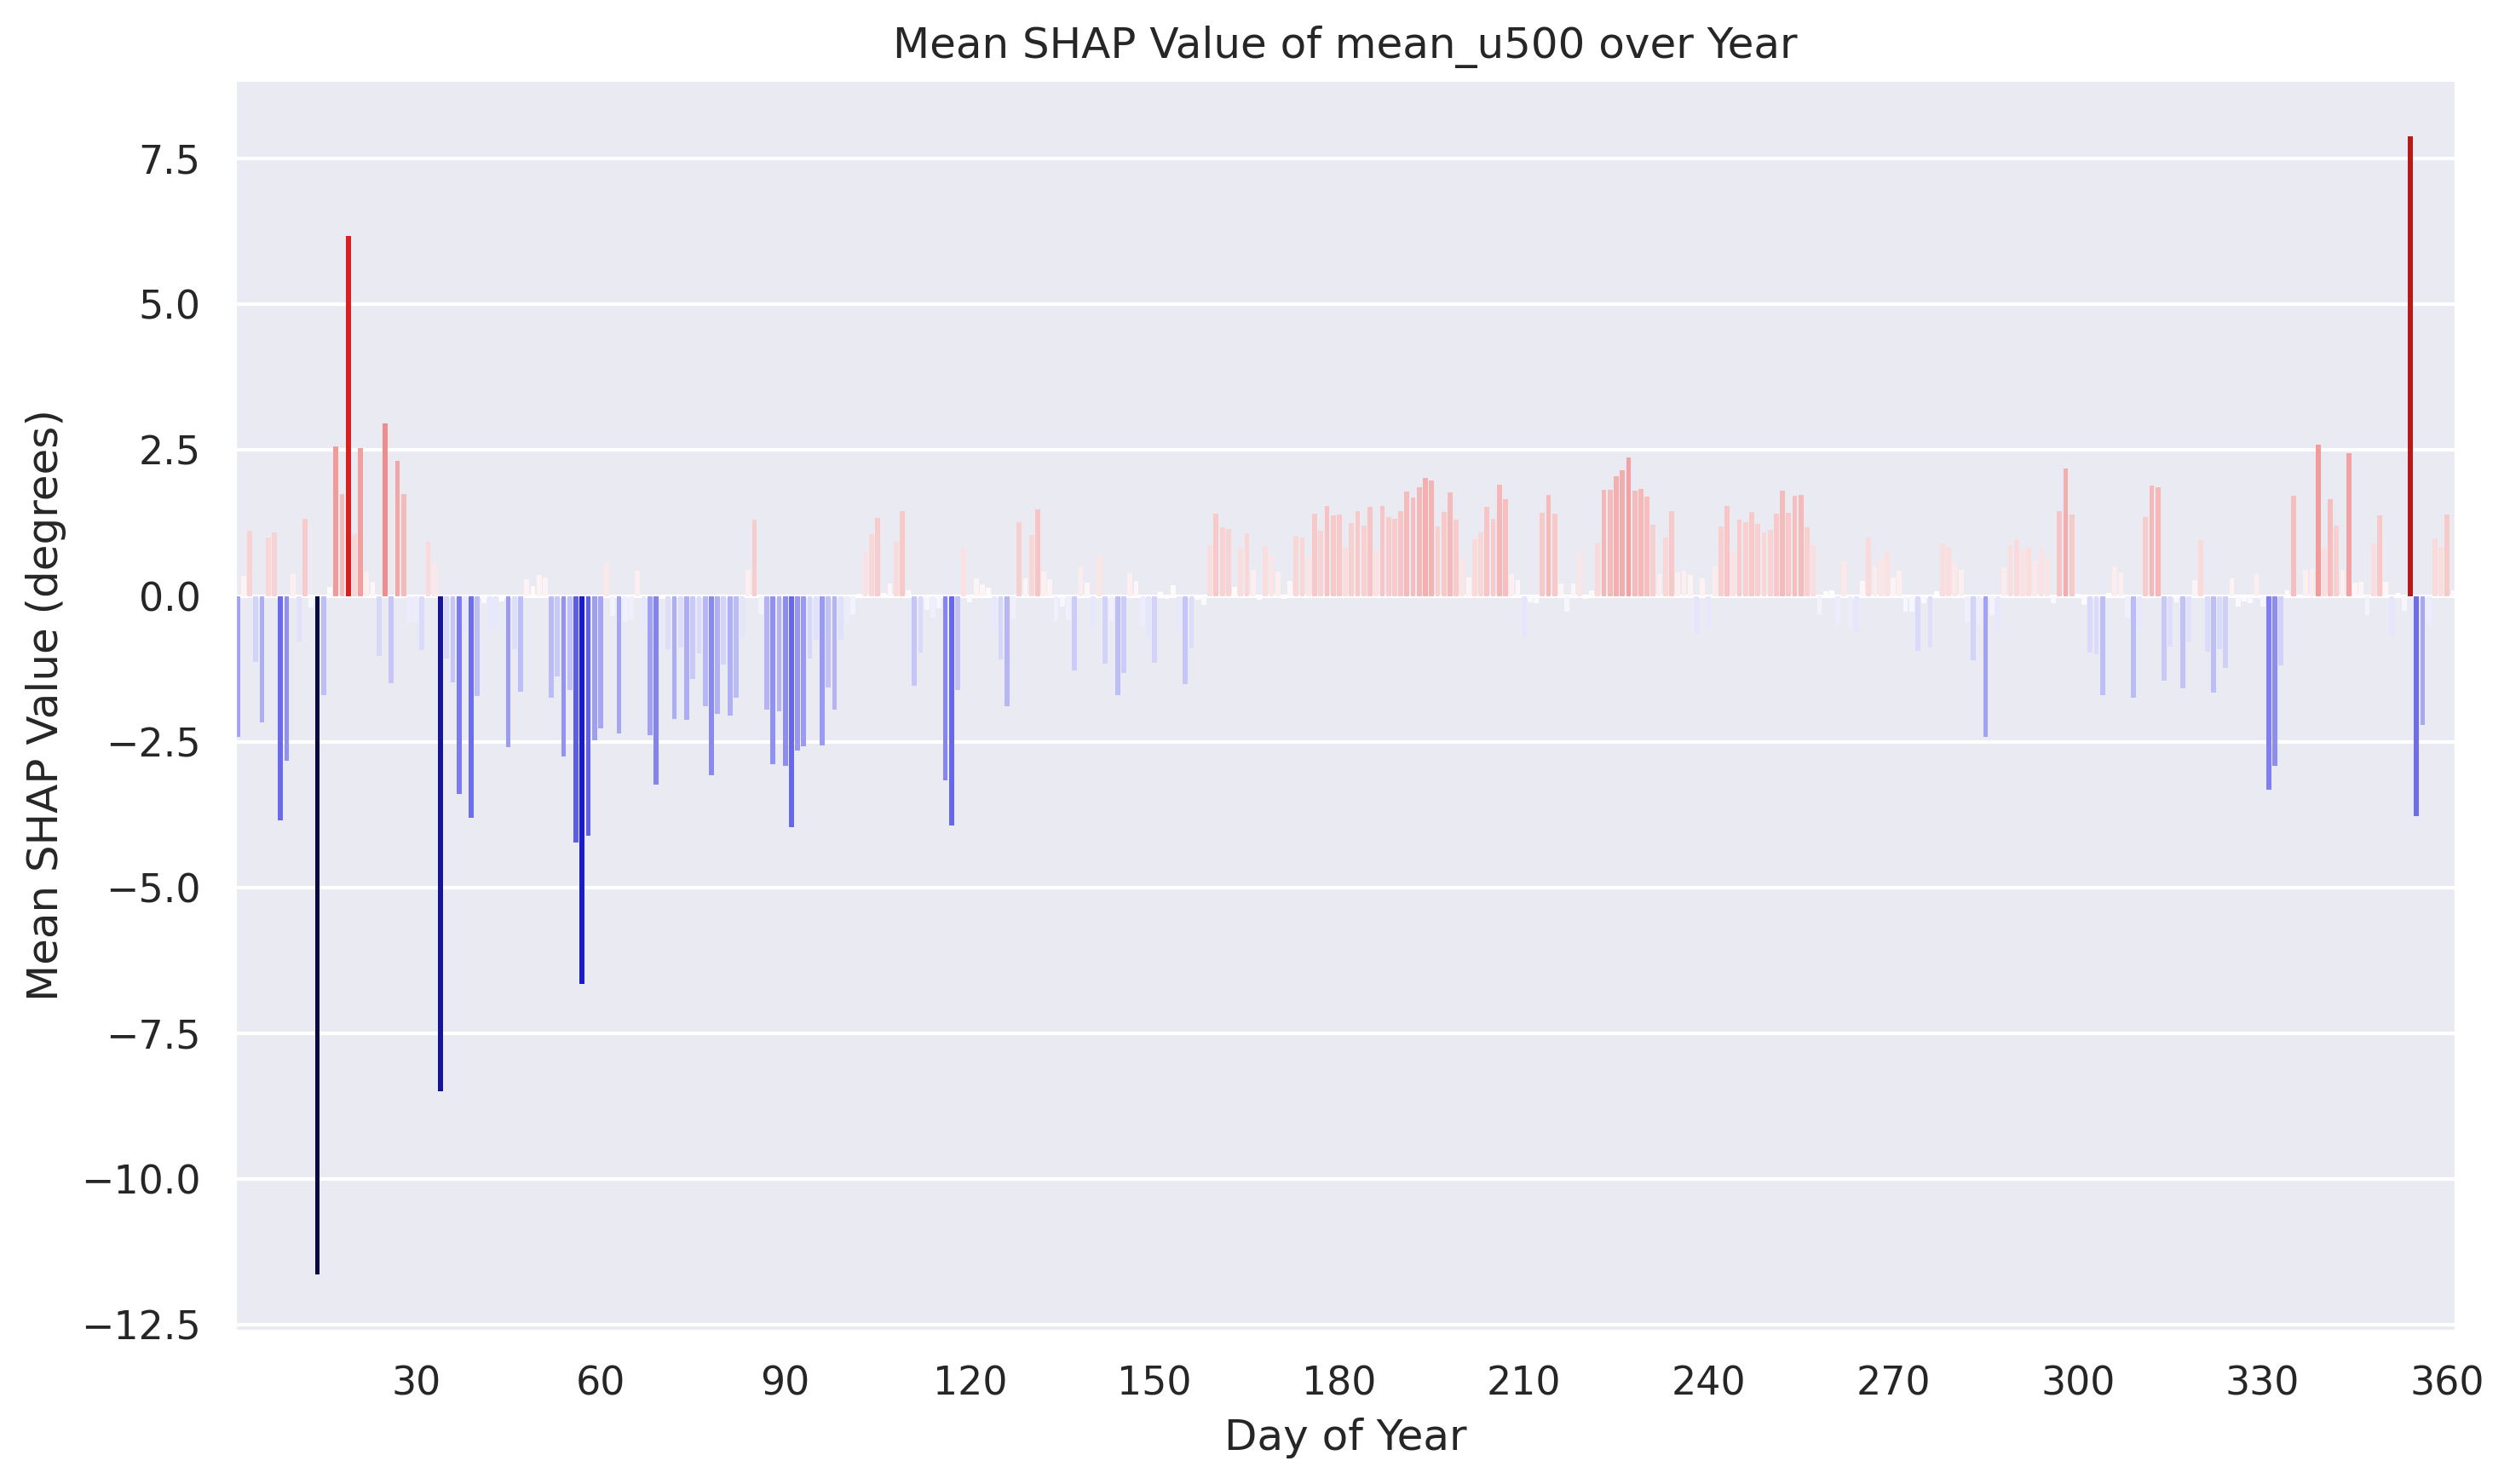 Mean SHAP Value of mean_u500 over Year
Mean SHAP Value (degrees)
7.5
5.0
2.5
0.0
−2.5
−5.0
−7.5
−10.0
−12.5
30 60 90 120 150 180 210 240 270 300 330 360
Day of Year